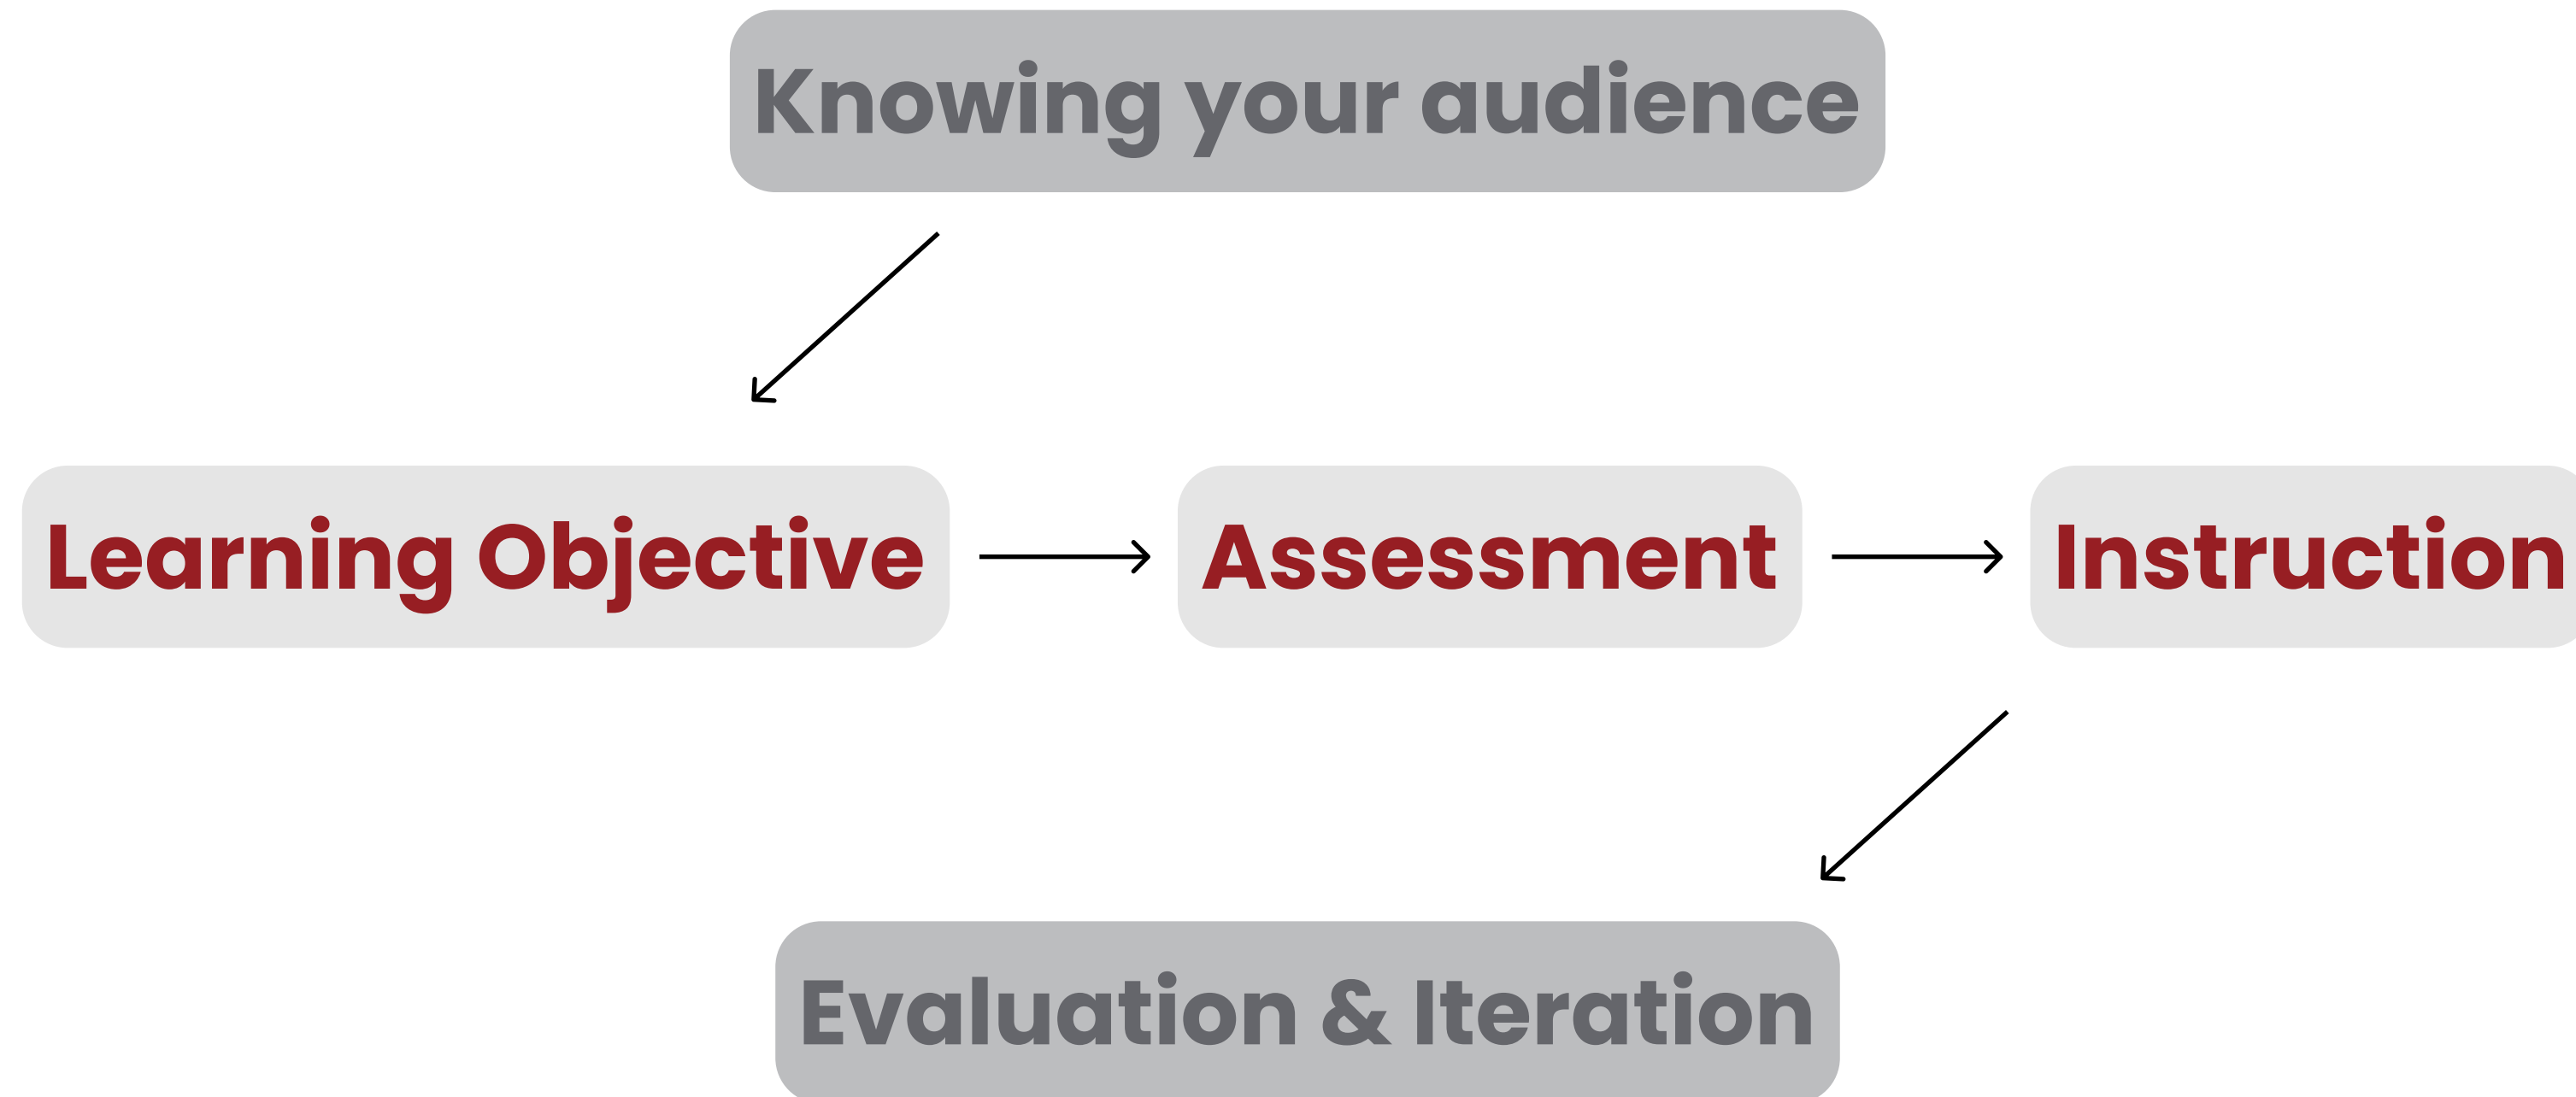 Knowing your audience
Learning Objective
Assessment
Instruction
Evaluation & Iteration